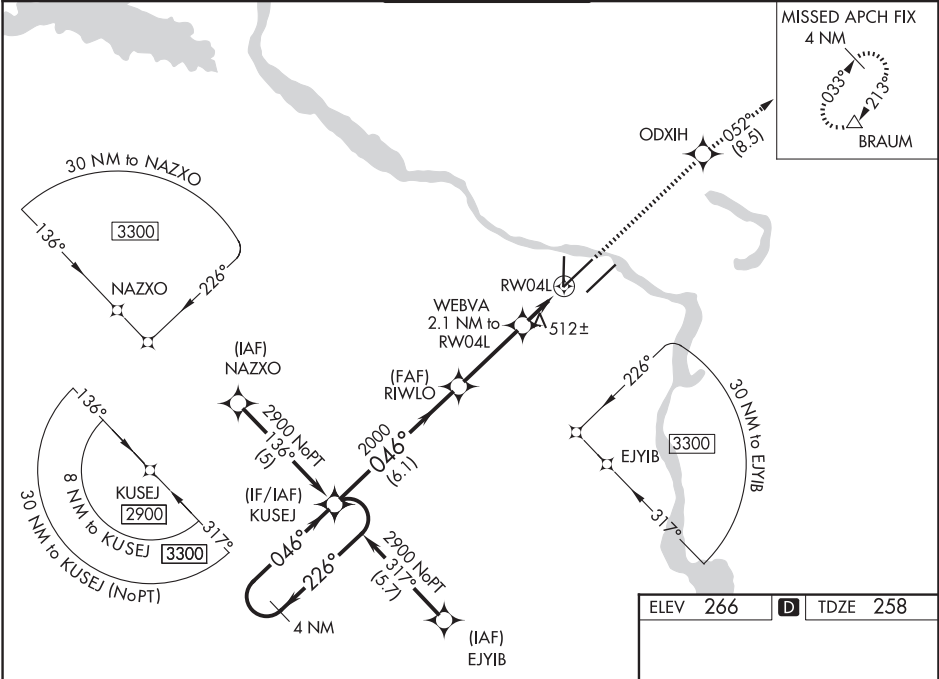 MISSED APCH FIX
4 NM
033°
213°
BRAUM
ODXIH
052°
(8.5)
30 NM to NAZXO
3300
136°
226°
NAZXO
RW04L
WEBVA
2.1 NM to
RW04L
512±
(FAF)
RIWLO
(IAF)
NAZXO
2900 NoPT
136°
(5)
2000
046°
(6.1)
226°
30 NM to EJYIB
3300
EJYIB
317°
136°
KUSEJ
2900
8 NM to KUSEJ
3300
317°
30 NM to KUSEJ (NoPT)
(IF/IAF)
KUSEJ
046°
226°
4 NM
2900 NoPT
317°
(5.7)
(IAF)
EJYIB
ELEV 266
D
TDZE 258